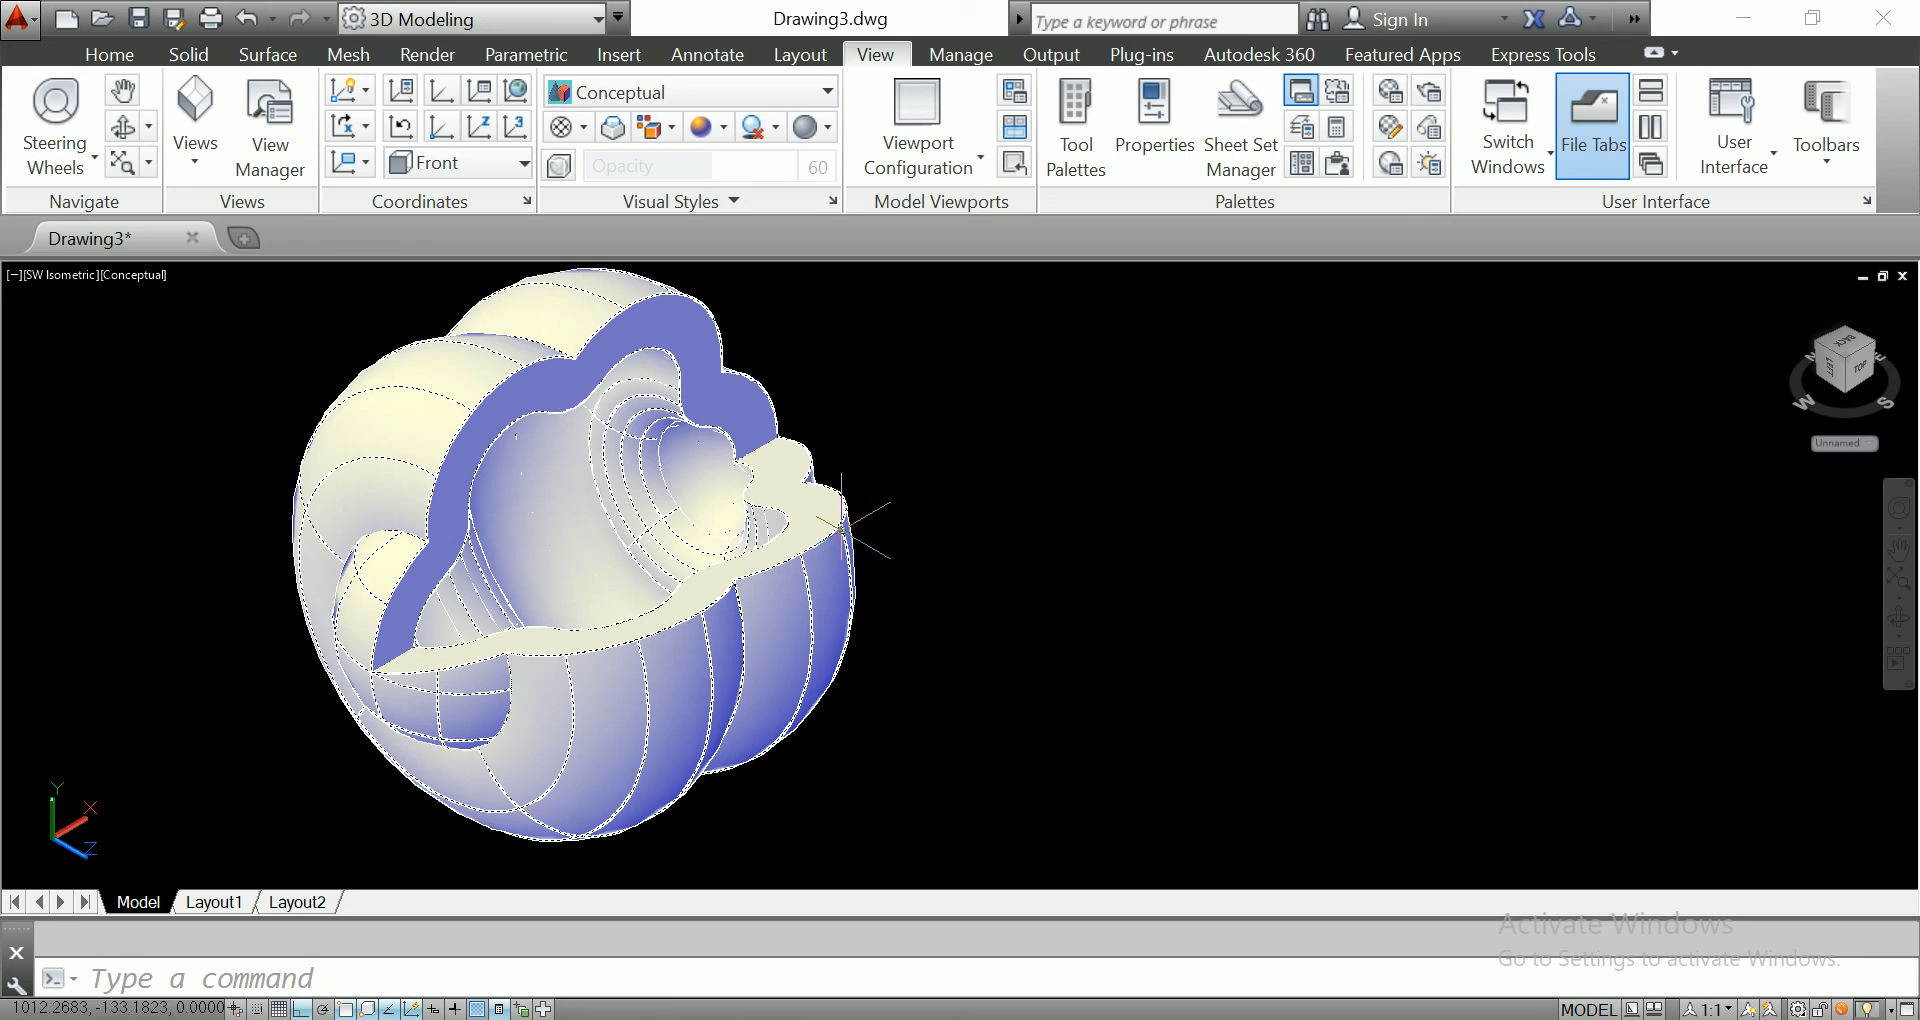 3D Modeling
Drawing3.dwg
Type a keyword or phrase
Sign In
Home Solid Surface Mesh Render Parametric Insert Annotate Layout View Manage Output Plug-ins Autodesk 360 Featured Apps Express Tools
Steering
Wheels
Views
View
Manager
Front
Conceptual
Opacity 60
Viewport
Configuration
Tool
Palettes
Properties
Sheet Set
Manager
Switch
Windows
File Tabs
User
Interface
Toolbars
Navigate Views Coordinates Visual Styles Model Viewports Palettes User Interface
Drawing3*
[−][SW Isometric][Conceptual]
BACK
LEFT
TOP
W
S
Unnamed
Y
X
Z
Model Layout1 Layout2
Activate Windows
Go to Settings to activate Windows.
Type a command
1012.2683, -133.1823, 0.0000
MODEL
1:1